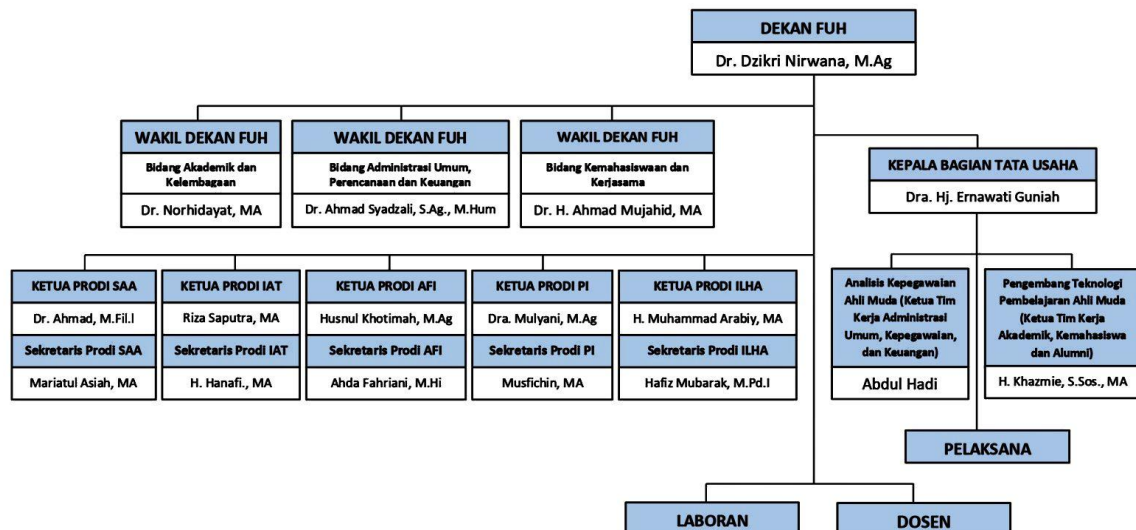 DEKAN FUH
Dr. Dzikri Nirwana, M.Ag
WAKIL DEKAN FUH
Bidang Akademik dan
Kelembagaan
Dr. Norhidayat, MA
WAKIL DEKAN FUH
Bidang Administrasi Umum,
Perencanaan dan Keuangan
Dr. Ahmad Syadzali, S.Ag., M.Hum
WAKIL DEKAN FUH
Bidang Kemahasiswaan dan
Kerjasama
Dr. H. Ahmad Mujahid, MA
KEPALA BAGIAN TATA USAHA
Dra. Hj. Ernawati Guniah
KETUA PRODI SAA
Dr. Ahmad, M.Fil.I
Sekretaris Prodi SAA
Mariatul Asiah, MA
KETUA PRODI IAT
Riza Saputra, MA
Sekretaris Prodi IAT
H. Hanafi., MA
KETUA PRODI AFI
Husnul Khotimah, M.Ag
Sekretaris Prodi AFI
Ahda Fahriani, M.Hi
KETUA PRODI PI
Dra. Mulyani, M.Ag
Sekretaris Prodi PI
Musfichin, MA
KETUA PRODI ILHA
H. Muhammad Arabiy, MA
Sekretaris Prodi ILHA
Hafiz Mubarak, M.Pd.I
Analisis Kepegawaian
Ahli Muda (Ketua Tim
Kerja Administrasi
Umum, Kepegawaian,
dan Keuangan)
Abdul Hadi
Pengembang Teknologi
Pembelajaran Ahli Muda
(Ketua Tim Kerja
Akademik, Kemahasiswa
dan Alumni)
H. Khazmie, S.Sos., MA
PELAKSANA
LABORAN
DOSEN